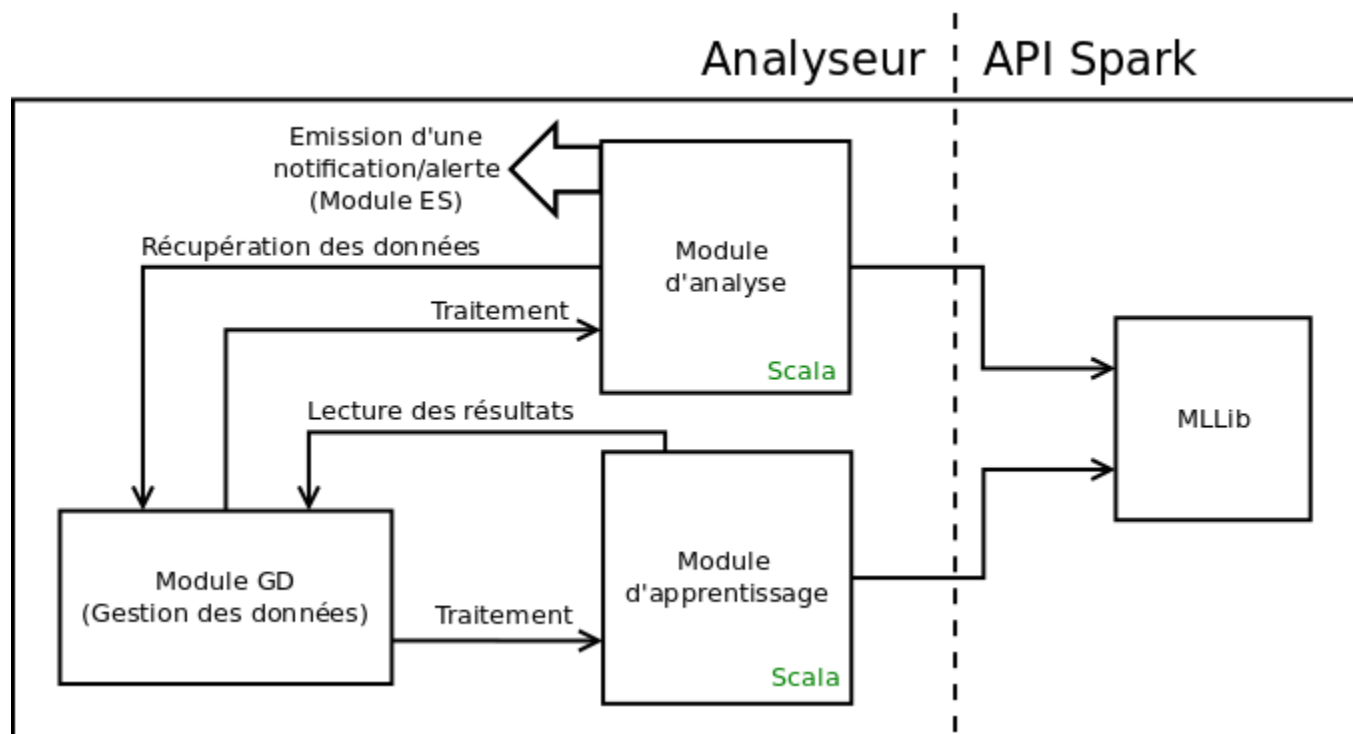 Analyseur
API Spark
Emission d'une
notification/alerte
(Module ES)
Récupération des données
Module
d'analyse
Traitement
Scala
Lecture des résultats
MLLib
Module
d'apprentissage
Module GD
(Gestion des données)
Traitement
Scala